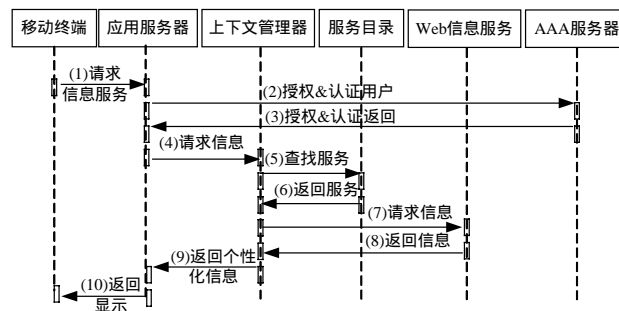 移动终端 应用服务器 上下文管理器 服务目录 Web信息服务 AAA服务器
(1)请求
信息服务
(2)授权&认证用户
(3)授权&认证返回
(4)请求信息
(5)查找服务
(6)返回服务
(7)请求信息
(8)返回信息
(9)返回个性
化信息
(10)返回
显示